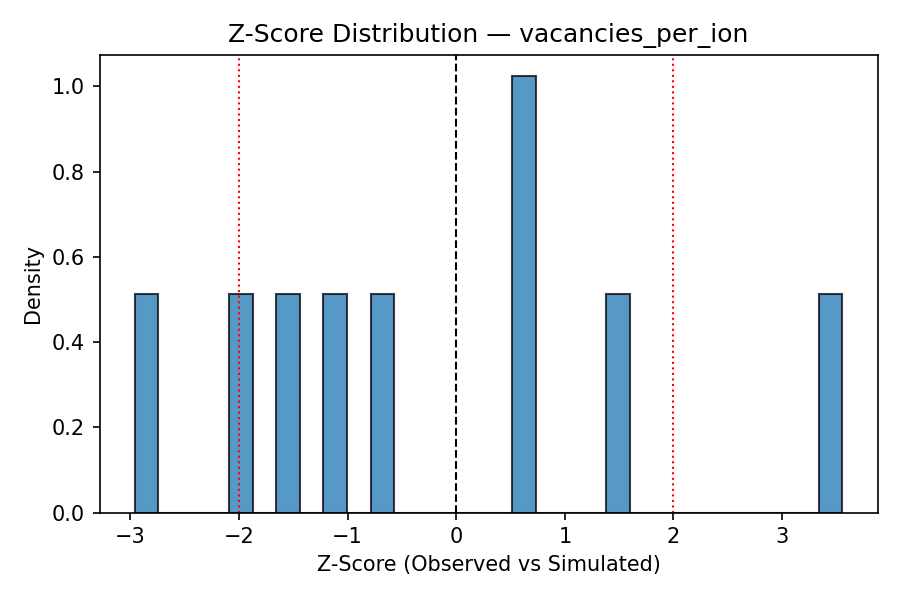 Z-Score Distribution — vacancies_per_ion
Density
1.0
0.8
0.6
0.4
0.2
0.0
−3 −2 −1 0 1 2 3
Z-Score (Observed vs Simulated)